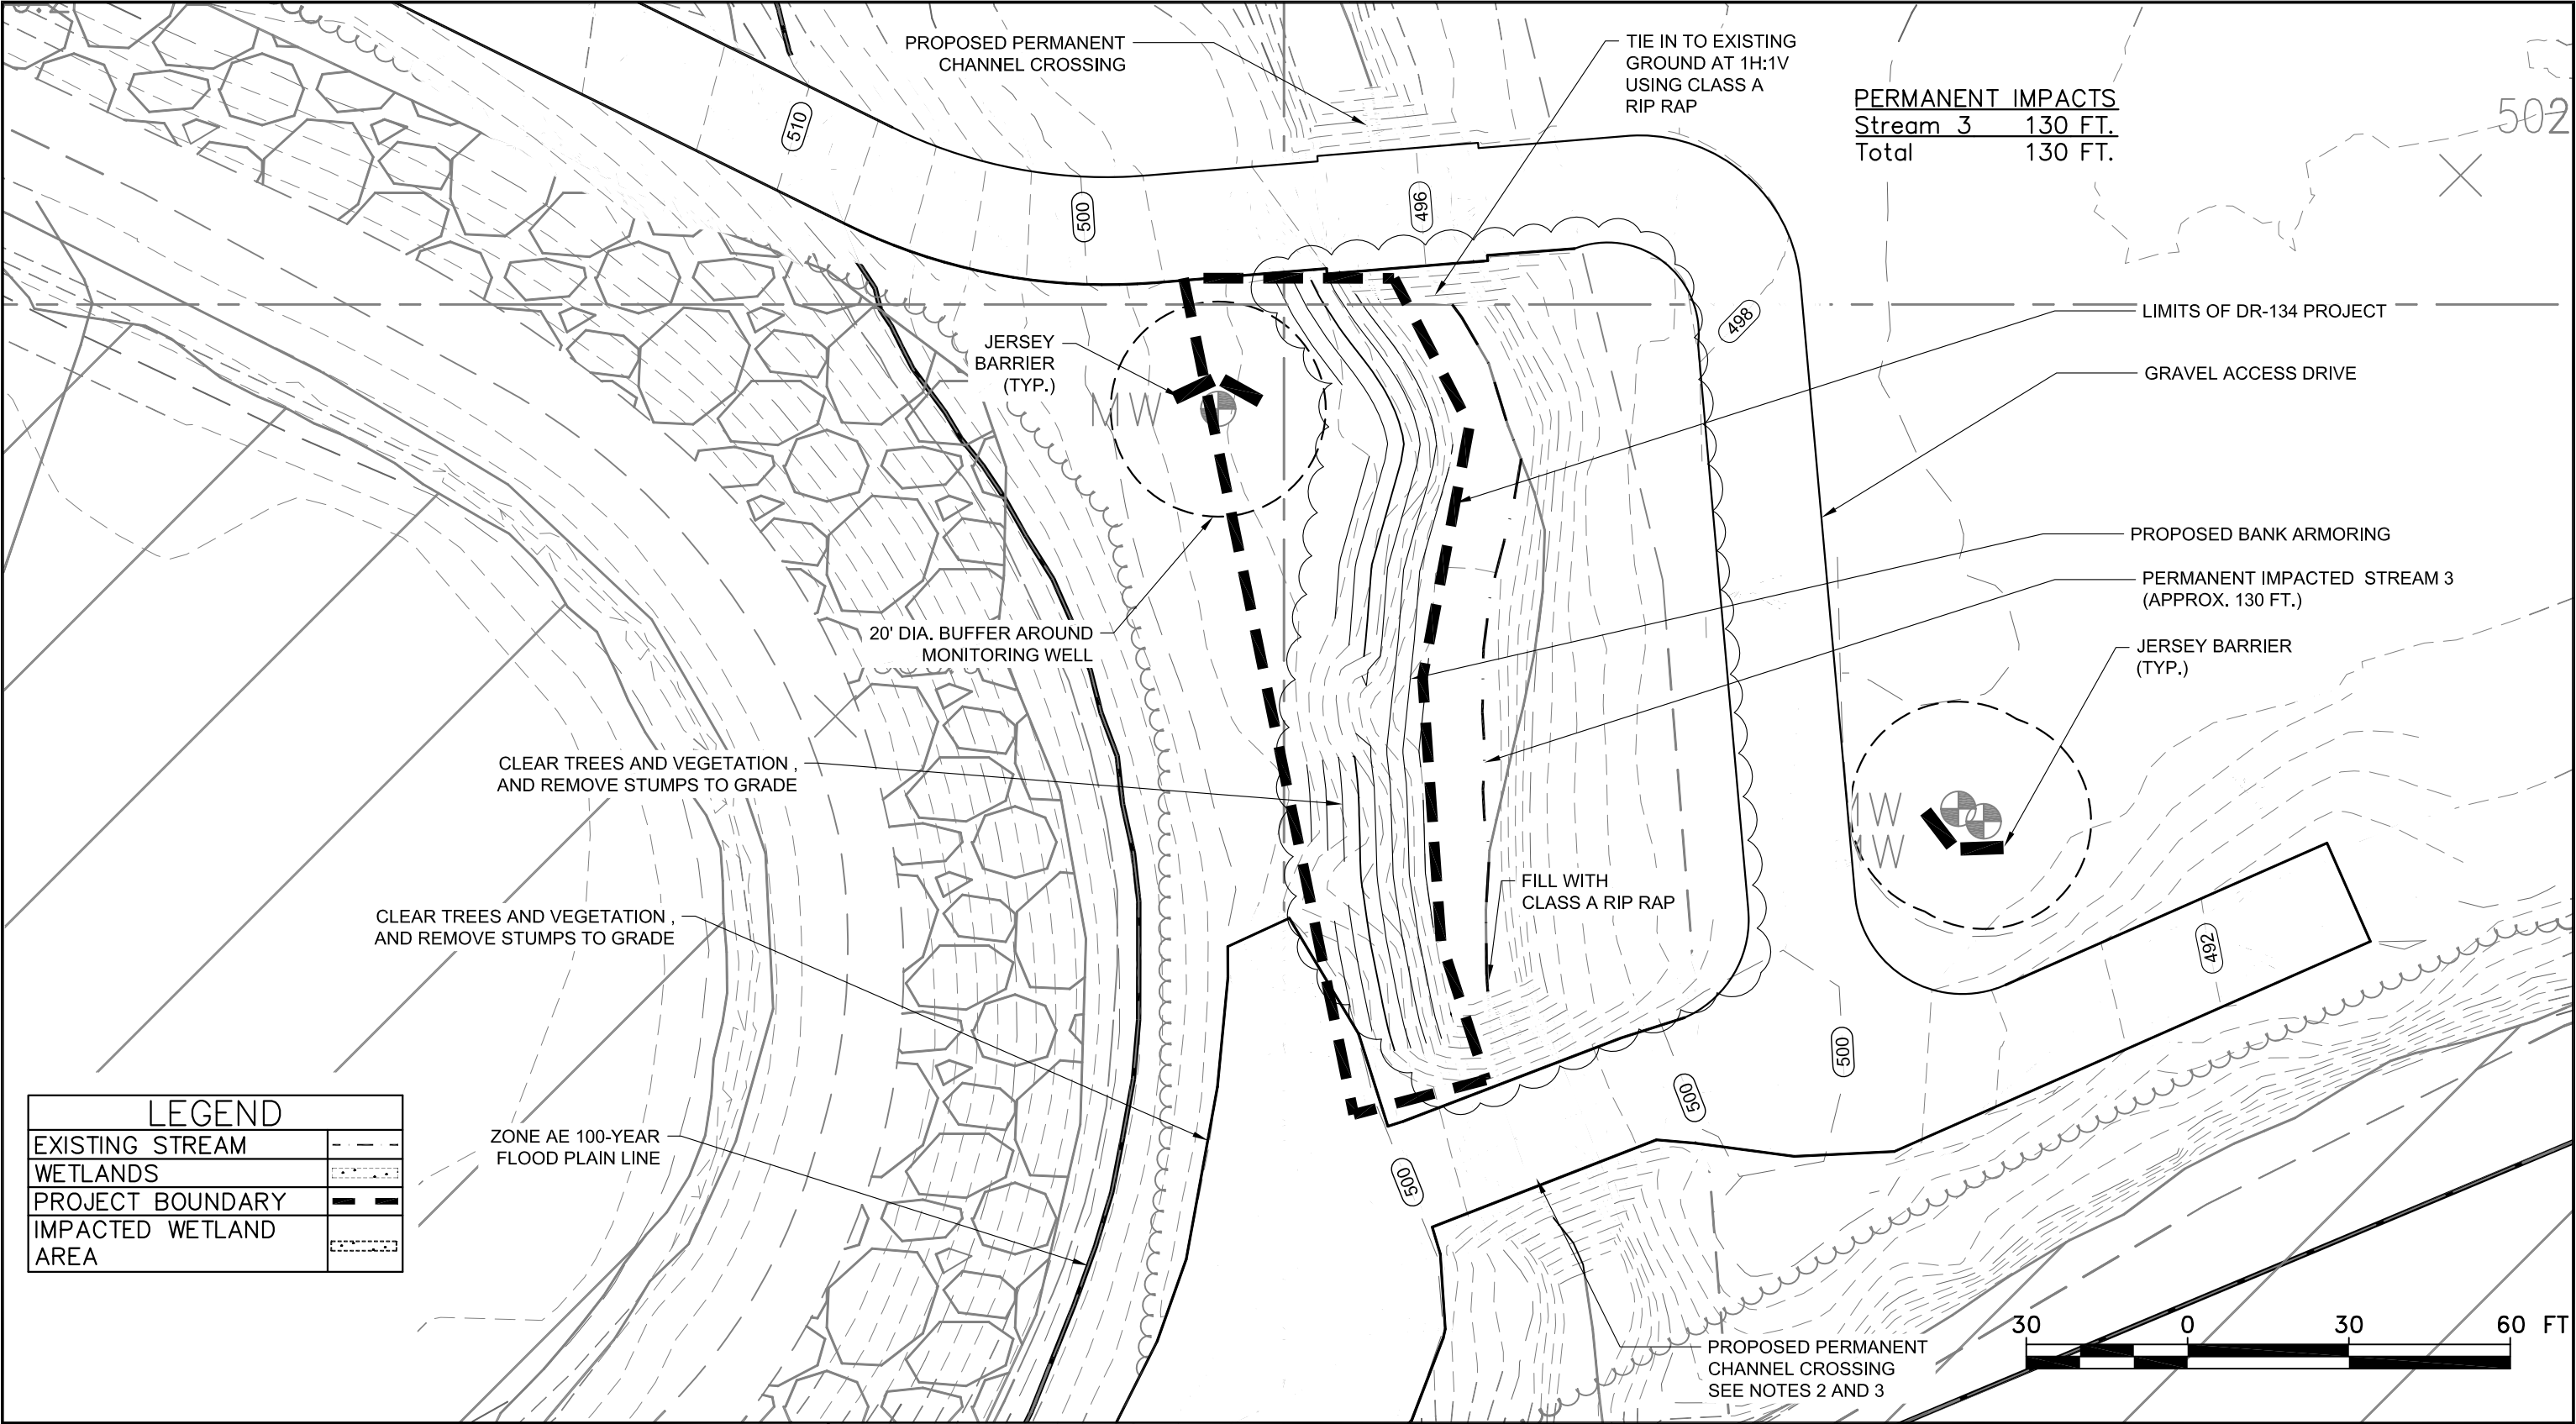 PROPOSED PERMANENT
CHANNEL CROSSING
TIE IN TO EXISTING
GROUND AT 1H:1V
USING CLASS A
RIP RAP
PERMANENT IMPACTS
Stream 3 130 FT.
Total 130 FT.
502
510
500
496
498
LIMITS OF DR-134 PROJECT
GRAVEL ACCESS DRIVE
JERSEY
BARRIER
(TYP.)
MW
PROPOSED BANK ARMORING
PERMANENT IMPACTED STREAM 3
(APPROX. 130 FT.)
JERSEY BARRIER
(TYP.)
20' DIA. BUFFER AROUND
MONITORING WELL
CLEAR TREES AND VEGETATION ,
AND REMOVE STUMPS TO GRADE
MW
MW
FILL WITH
CLASS A RIP RAP
CLEAR TREES AND VEGETATION ,
AND REMOVE STUMPS TO GRADE
492
500
500
500
ZONE AE 100-YEAR
FLOOD PLAIN LINE
LEGEND
EXISTING STREAM
WETLANDS
PROJECT BOUNDARY
IMPACTED WETLAND
AREA
PROPOSED PERMANENT
CHANNEL CROSSING
SEE NOTES 2 AND 3
30 0 30 60 FT